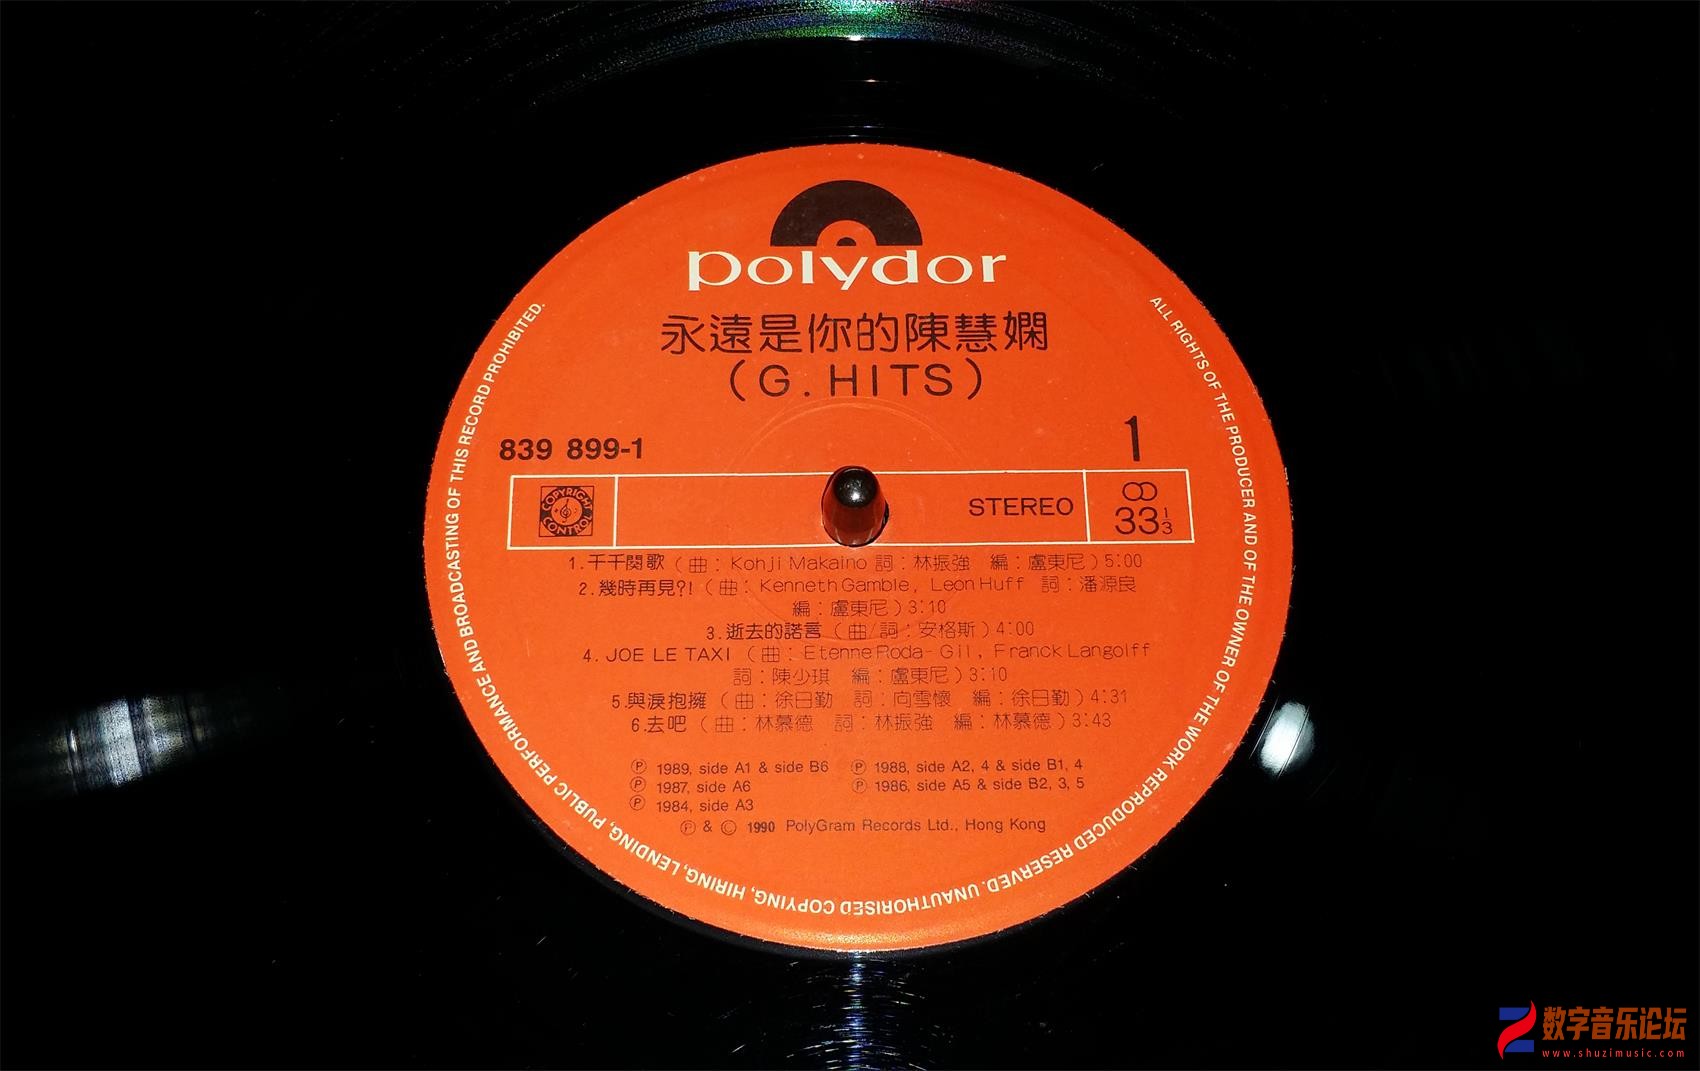 polydor
永遠是你的陳慧嫻
(G.HITS)
839 899-1
1
COPYRIGHT CONTROL
STEREO
33 1/3
1.千千闋歌(曲:Kohji Makaino 詞:林振強 編:盧東尼)5:00
2.幾時再見?!(曲:Kenneth Gamble, Leon Huff 詞:潘源良
編:盧東尼)3:10
3.逝去的諾言(曲/詞:安格斯)4:00
4. JOE LE TAXI (曲:Etenne Roda-Gil, Franck Langolff
詞:陳少琪 編:盧東尼)3:10
5.與淚抱擁(曲:徐日勤 詞:向雪懷 編:徐日勤)4:31
6.去吧(曲:林慕德 詞:林振強 編:林慕德)3:43
Ⓟ 1989, side A1 & side B6 Ⓟ 1988, side A2, 4 & side B1, 4
Ⓟ 1987, side A6 Ⓟ 1986, side A5 & side B2, 3, 5
Ⓟ 1984, side A3
Ⓟ & © 1990 PolyGram Records Ltd., Hong Kong
ALL RIGHTS OF THE PRODUCER AND OF THE OWNER OF THE WORK REPRODUCED RESERVED. UNAUTHORISED COPYING, HIRING, LENDING, PUBLIC PERFORMANCE AND BROADCASTING OF THIS RECORD PROHIBITED.
数字音乐论坛
www.shuzimusic.com